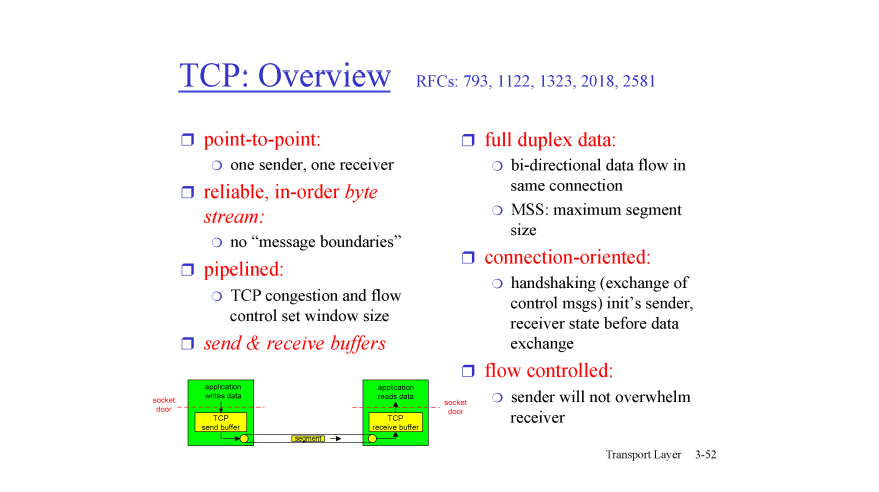 TCP: Overview RFCs: 793, 1122, 1323, 2018, 2581
point-to-point:
one sender, one receiver
reliable, in-order byte
stream:
no “message boundaries”
pipelined:
TCP congestion and flow
control set window size
send & receive buffers
full duplex data:
bi-directional data flow in
same connection
MSS: maximum segment
size
connection-oriented:
handshaking (exchange of
control msgs) init’s sender,
receiver state before data
exchange
flow controlled:
sender will not overwhelm
receiver
socket
door
application
writes data
TCP
send buffer
segment
application
reads data
TCP
receive buffer
socket
door
Transport Layer 3-52